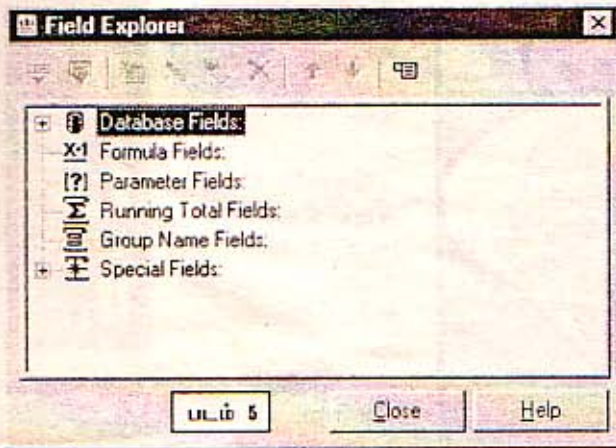 Field Explorer
Database Fields:
X+1 Formula Fields:
[?] Parameter Fields:
Running Total Fields:
Group Name Fields:
Special Fields:
படம் 5
Close
Help